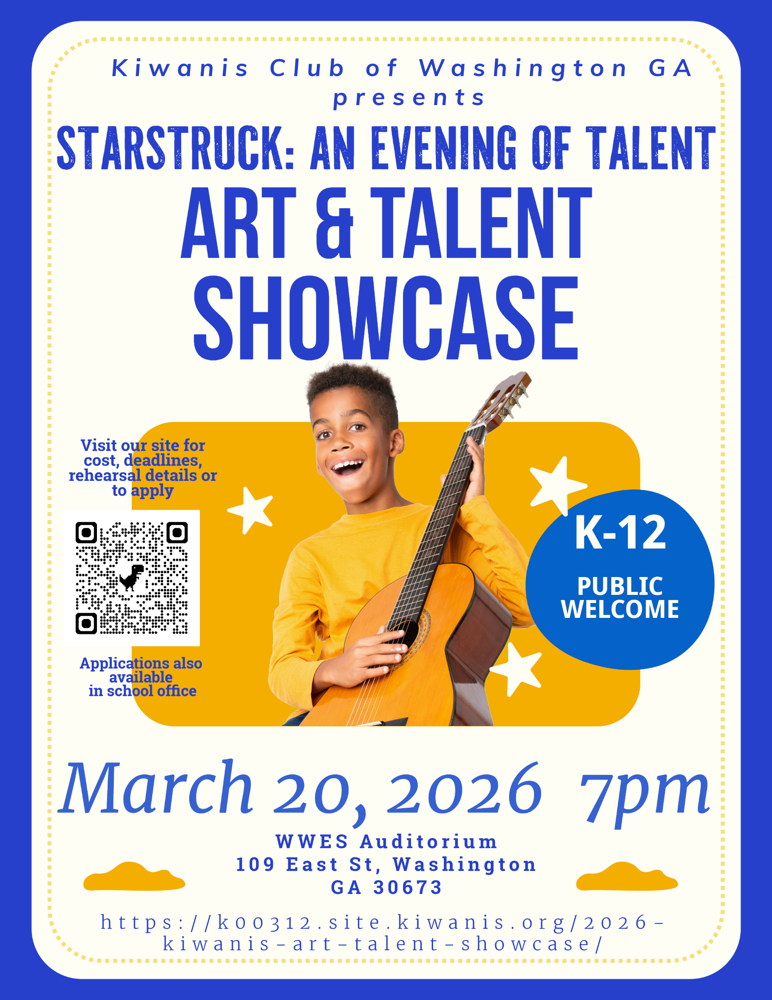 Kiwanis Club of Washington GA
presents
STARSTRUCK: AN EVENING OF TALENT
ART & TALENT
SHOWCASE
Visit our site for
cost, deadlines,
rehearsal details or
to apply
K-12
PUBLIC
WELCOME
Applications also
available
in school office
March 20, 2026 7pm
WWES Auditorium
109 East St, Washington
GA 30673
https://k00312.site.kiwanis.org/2026-
kiwanis-art-talent-showcase/